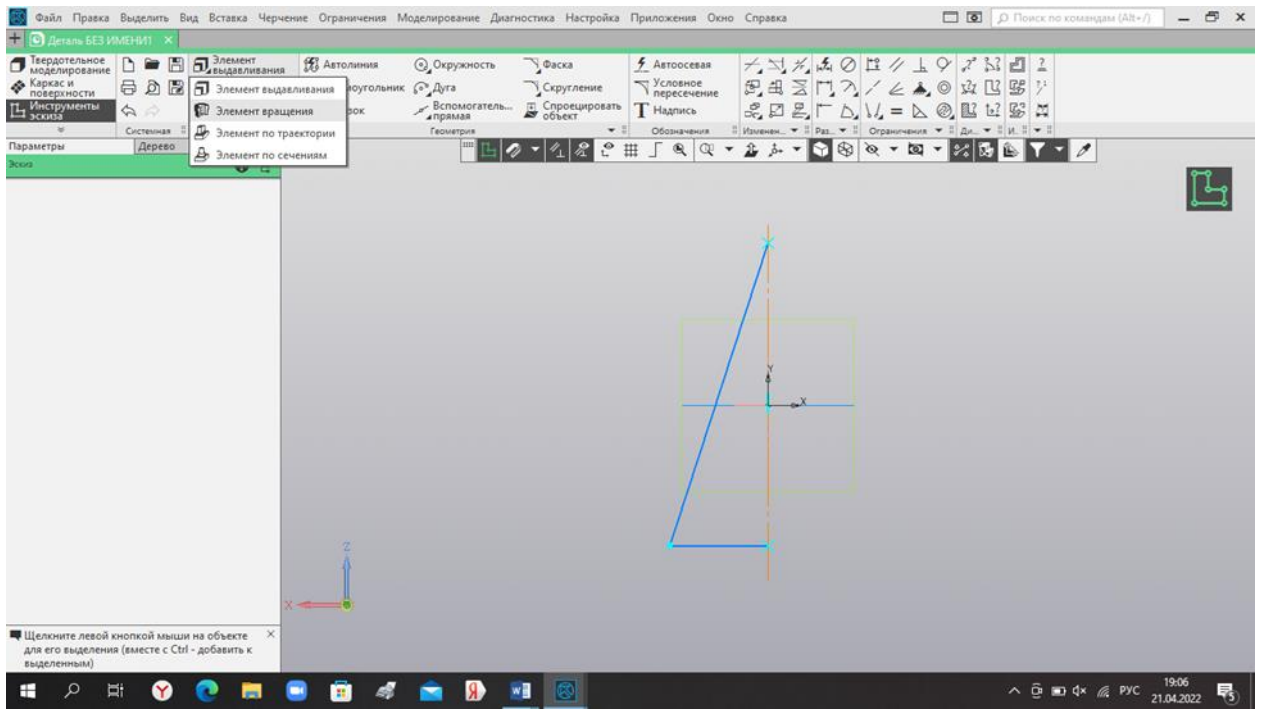 Файл Правка Выделить Вид Вставка Черчение Ограничения Моделирование Диагностика Настройка Приложения Окно Справка
Поиск по командам (Alt+/)
Деталь БЕЗ ИМЕНИ1
Твердотельное моделирование
Каркас и поверхности
Инструменты эскиза
Системная
Элемент выдавливания
Элемент выдавливания
Элемент вращения
Элемент по траектории
Элемент по сечениям
Автолиния
Окружность
Дуга
Вспомогатель... прямая
Фаска
Скругление
Спроецировать объект
Геометрия
Автоосевая
Условное пересечение
Надпись
Обозначения
Изменен...
Раз...
Ограничения
Ди...
И...
Параметры
Дерево
Эскиз
Y
X
Z
X
Щелкните левой кнопкой мыши на объекте
для его выделения (вместе с Ctrl - добавить к
выделенным)
РУС
19:06
21.04.2022